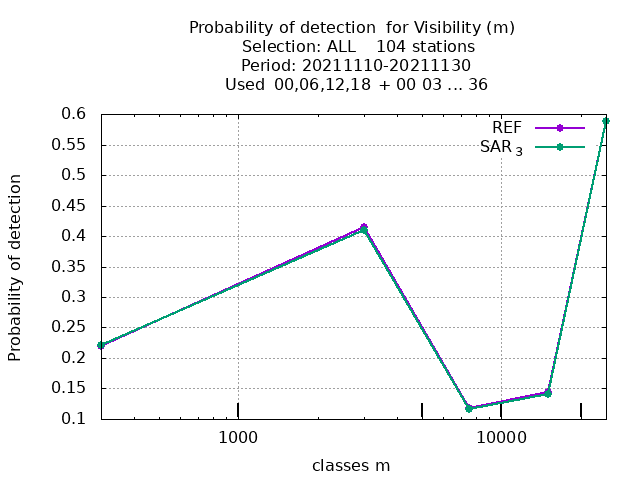 Probability of detection  for Visibility (m)
Selection: ALL    104 stations
Period: 20211110-20211130
Used  00,06,12,18 + 00 03 ... 36
REF
SAR 3
0.6
0.55
0.5
0.45
0.4
0.35
0.3
0.25
0.2
0.15
0.1
Probability of detection
1000
10000
classes m